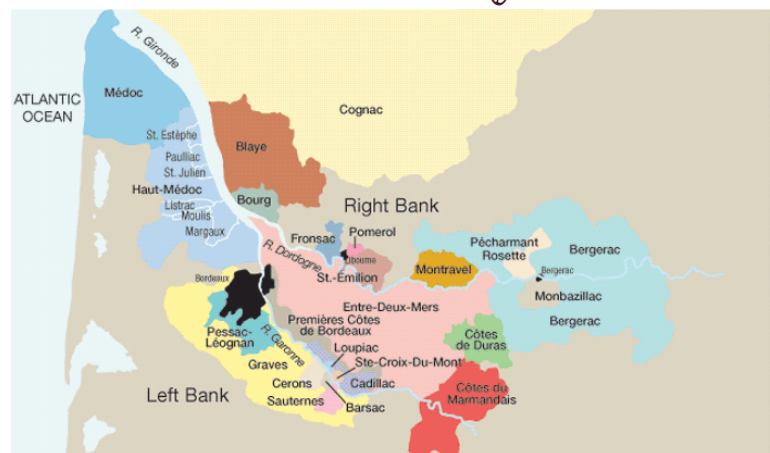 R. Gironde
Médoc
ATLANTIC
OCEAN
Cognac
St. Estèphe
Paulliac
St. Julien
Haut-Médoc
Listrac
Moulis
Margaux
Blaye
Bourg
Right Bank
Fronsac
Pomerol
Libourne
R. Dordogne
St.-Émilion
Montravel
Pécharmant
Rosette
Bergerac
Bergerac
Monbazillac
Bergerac
Bordeaux
Entre-Deux-Mers
Premières Côtes
de Bordeaux
Pessac-
Léognan
R. Garonne
Loupiac
Côtes
de Duras
Graves
Ste-Croix-Du-Mont
Cerons
Cadillac
Left Bank
Sauternes
Barsac
Côtes du
Marmandais